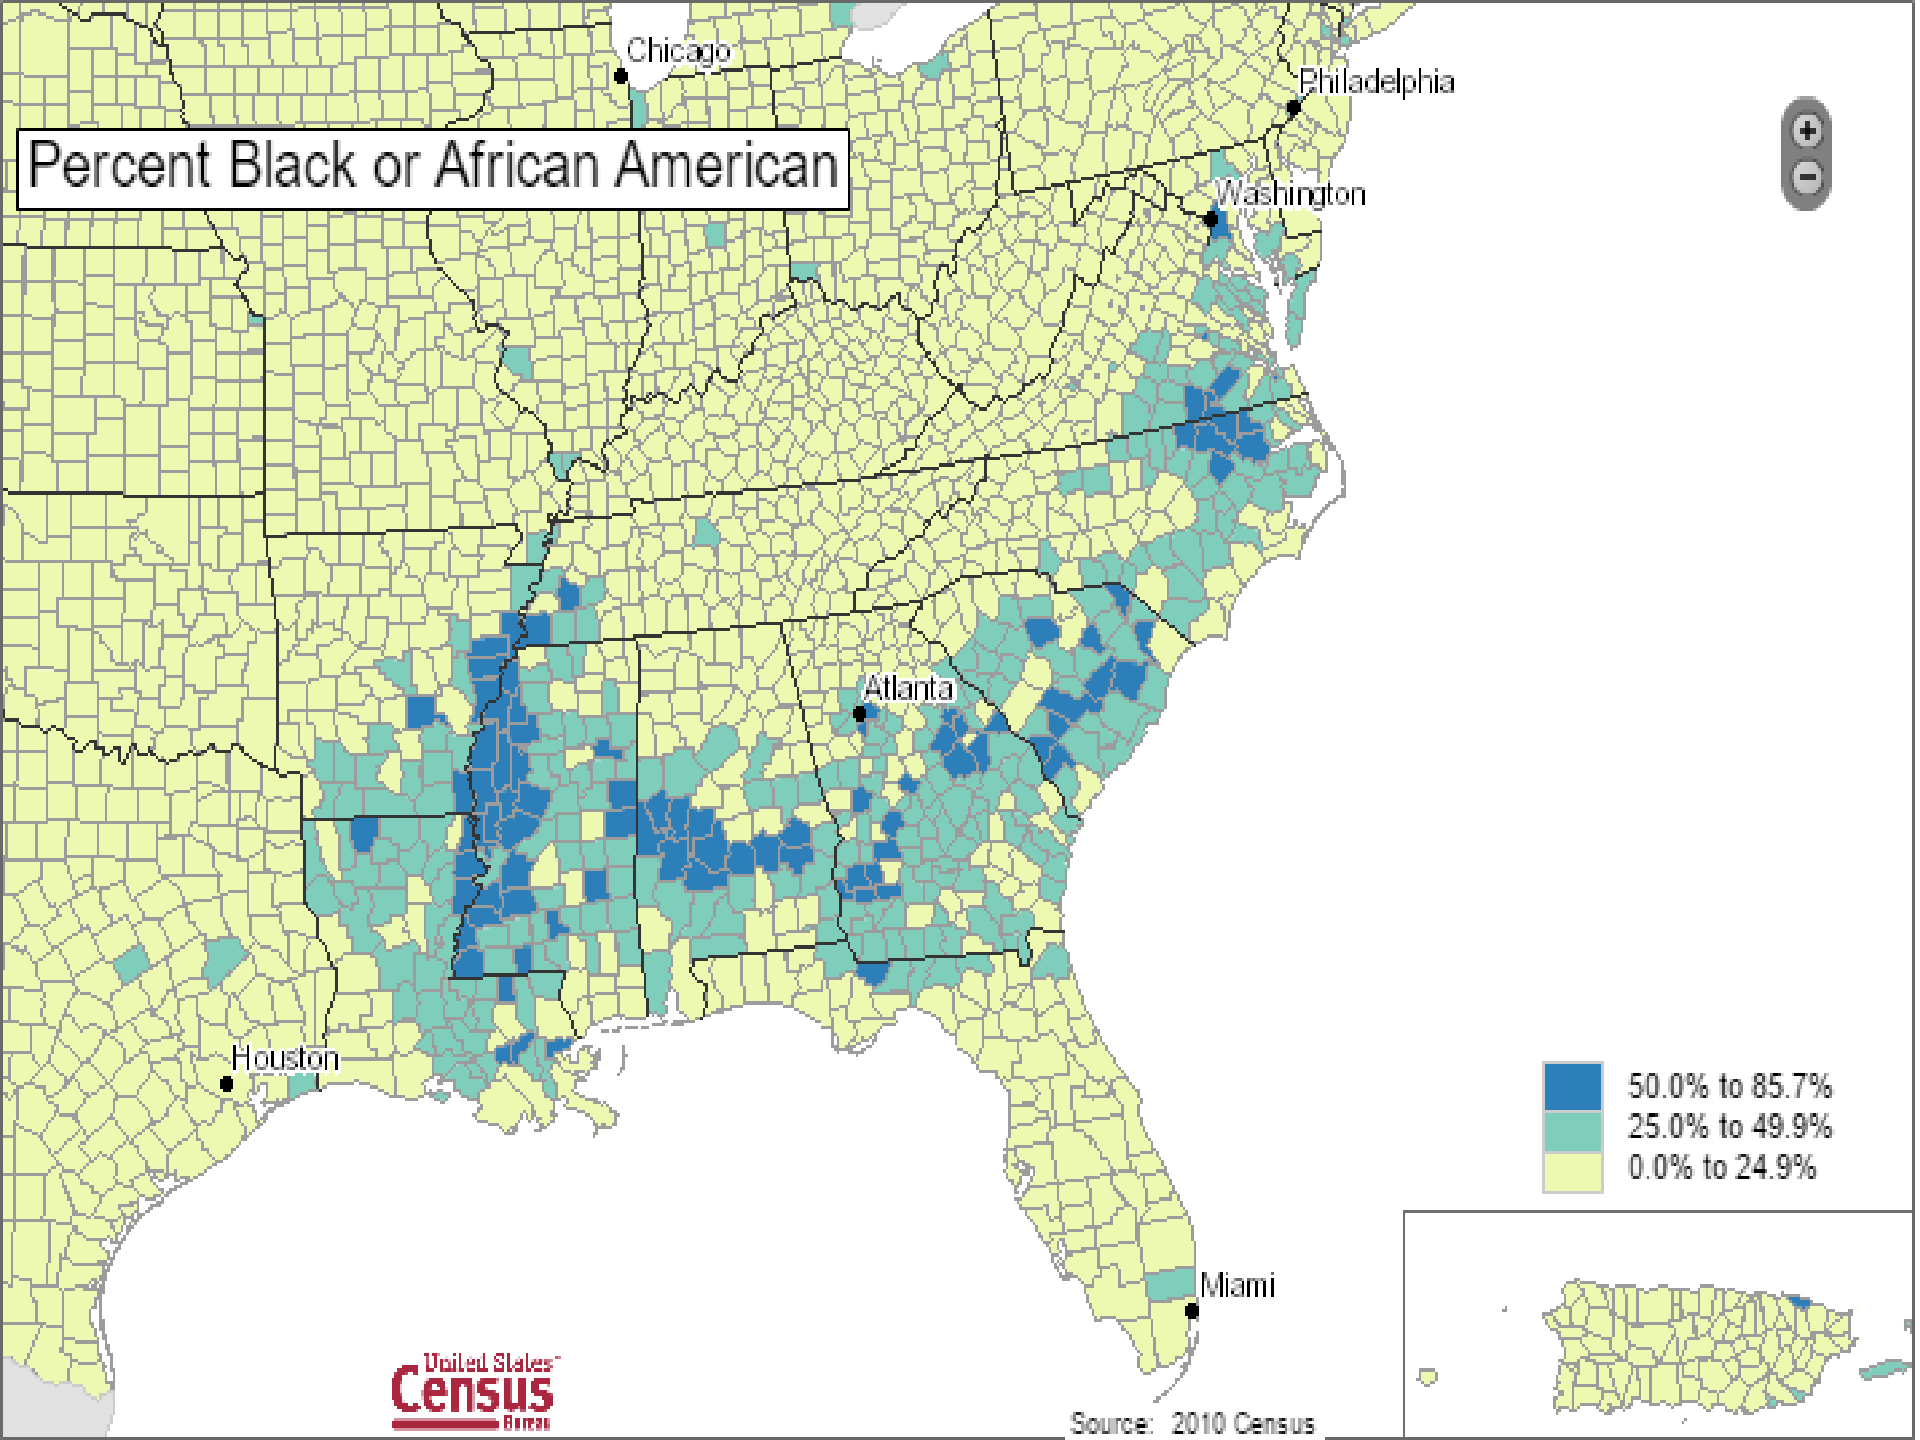 Chicago
Philadelphia
Percent Black or African American
Washington
Atlanta
Houston
50.0% to 85.7%
25.0% to 49.9%
0.0% to 24.9%
Miami
United States
Census
Bureau
Source: 2010 Census